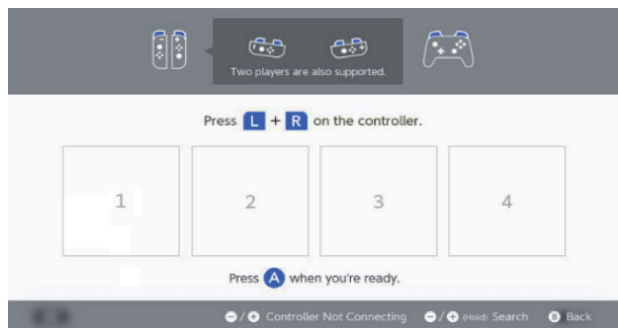 Two players are also supported.
Press L + R on the controller.
1 2 3 4
Press A when you're ready.
−/+ Controller Not Connecting −/+ (Hold) Search B Back